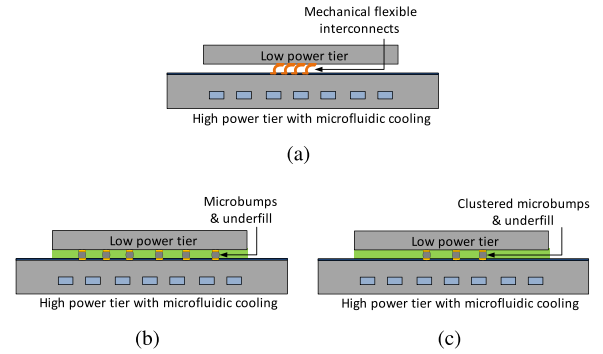 Mechanical flexible
interconnects
Low power tier
High power tier with microfluidic cooling
(a)
Microbumps
& underfill
Low power tier
High power tier with microfluidic cooling
(b)
Clustered microbumps
& underfill
Low power tier
High power tier with microfluidic cooling
(c)